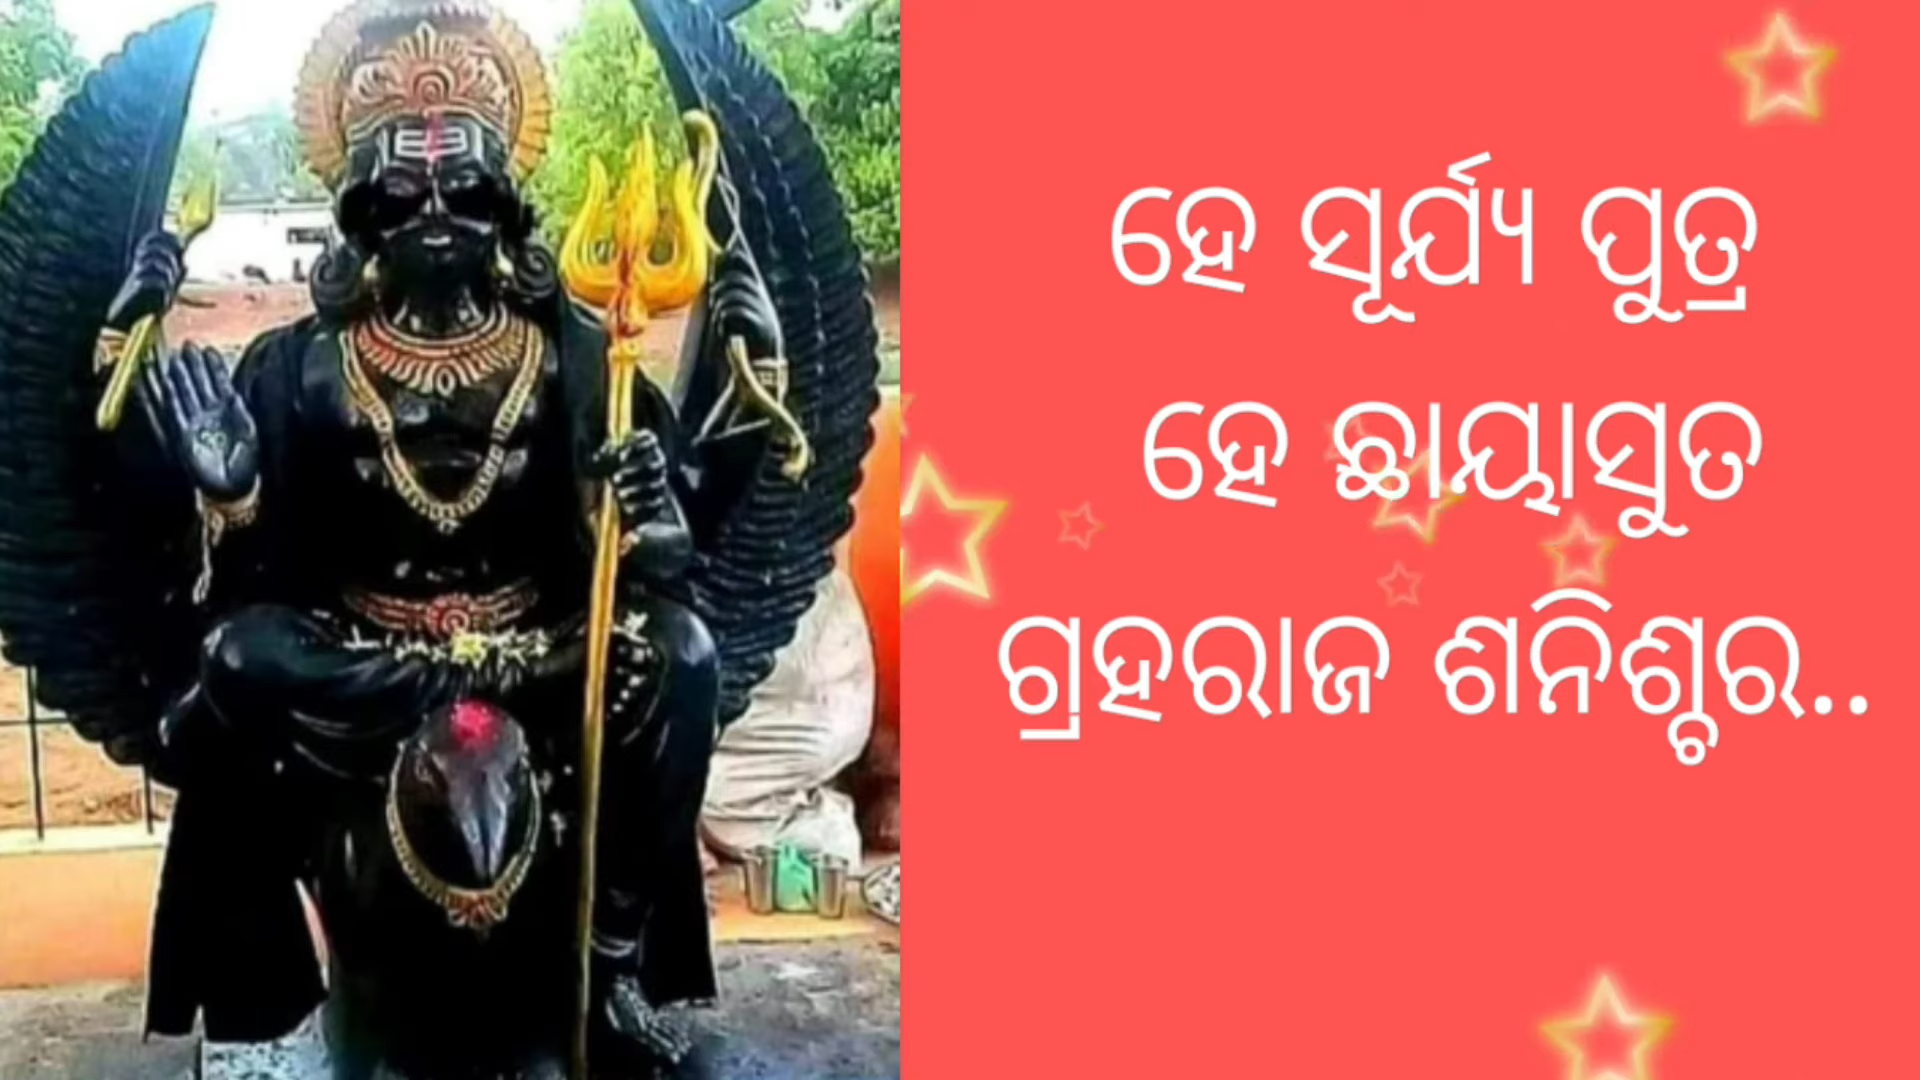 ହେ ସୂର୍ଯ୍ୟ ପୁତ୍ର
ହେ ଛାୟାସୁତ
ଗ୍ରହରାଜ ଶନିଶ୍ଚର..